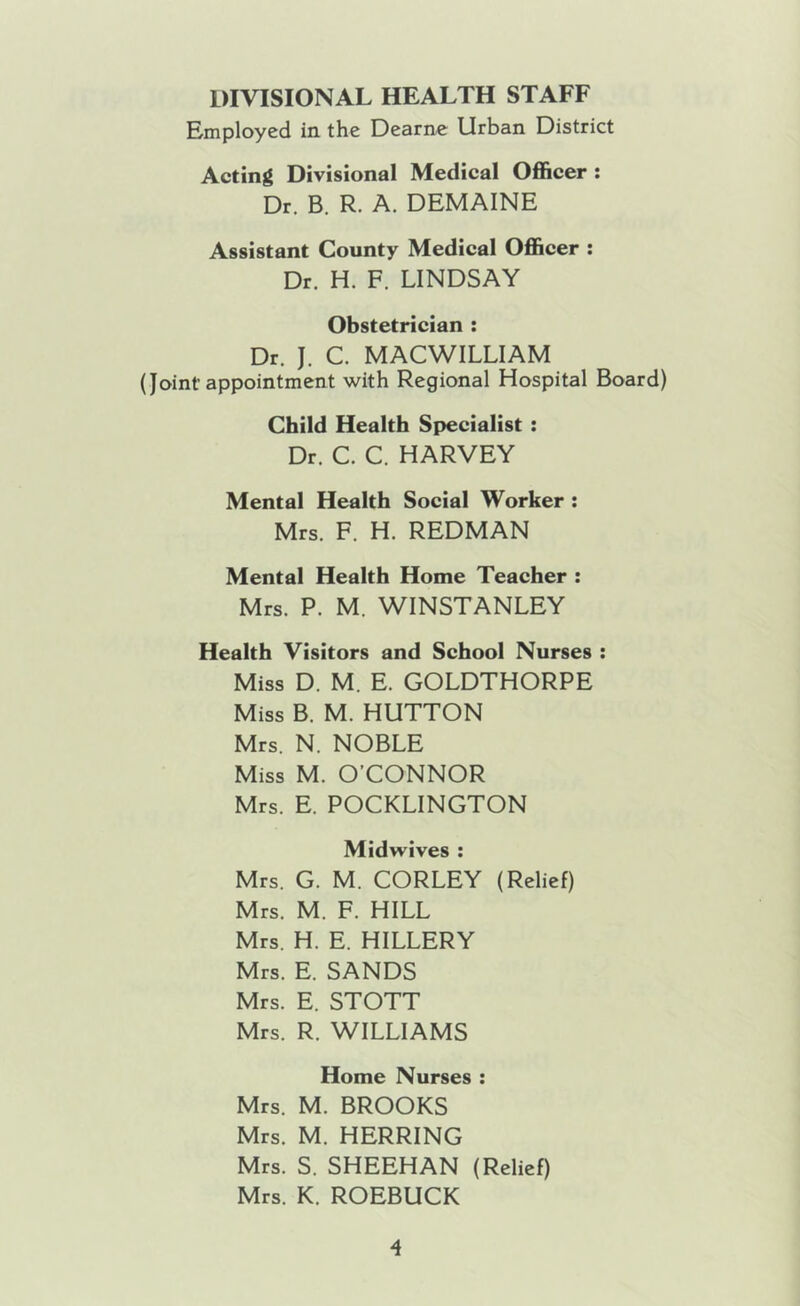 DIVISIONAL HEALTH STAFF
Employed in the Dearne Urban District
Acting Divisional Medical Officer :
Dr. B. R. A. DEMAINE
Assistant County Medical Officer :
Dr. H. F. LINDSAY
Obstetrician :
Dr. J. C. MACWILLIAM
(Joint appointment with Regional Hospital Board)
Child Health Specialist :
Dr. C. C. HARVEY
Mental Health Social Worker :
Mrs. F. H. REDMAN
Mental Health Home Teacher :
Mrs. P. M. WINSTANLEY
Health Visitors and School Nurses :
Miss D. M. E. GOLDTHORPE
Miss B. M. HUTTON
Mrs. N. NOBLE
Miss M. O'CONNOR
Mrs. E. POCKLINGTON
Midwives :
Mrs. G. M. CORLEY (Relief)
Mrs. M. F. HILL
Mrs. H. E. HILLERY
Mrs. E. SANDS
Mrs. E. STOTT
Mrs. R. WILLIAMS
Home Nurses :
Mrs. M. BROOKS
Mrs. M. HERRING
Mrs. S. SHEEHAN (Relief)
Mrs. K. ROEBUCK
4